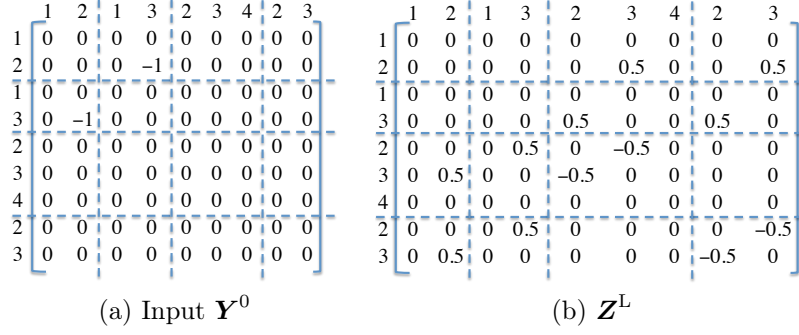 1 2 1 3 2 3 4 2 3
1 0 0 0 0 0 0 0 0 0
2 0 0 0 −1 0 0 0 0 0
1 0 0 0 0 0 0 0 0 0
3 0 −1 0 0 0 0 0 0 0
2 0 0 0 0 0 0 0 0 0
3 0 0 0 0 0 0 0 0 0
4 0 0 0 0 0 0 0 0 0
2 0 0 0 0 0 0 0 0 0
3 0 0 0 0 0 0 0 0 0
(a) Input Y⁰
1 2 1 3 2 3 4 2 3
1 0 0 0 0 0 0 0 0 0
2 0 0 0 0 0 0.5 0 0 0.5
1 0 0 0 0 0 0 0 0 0
3 0 0 0 0 0.5 0 0 0.5 0
2 0 0 0 0.5 0 −0.5 0 0 0
3 0 0.5 0 0 −0.5 0 0 0 0
4 0 0 0 0 0 0 0 0 0
2 0 0 0 0.5 0 0 0 0 −0.5
3 0 0.5 0 0 0 0 0 −0.5 0
(b) Zᴸ